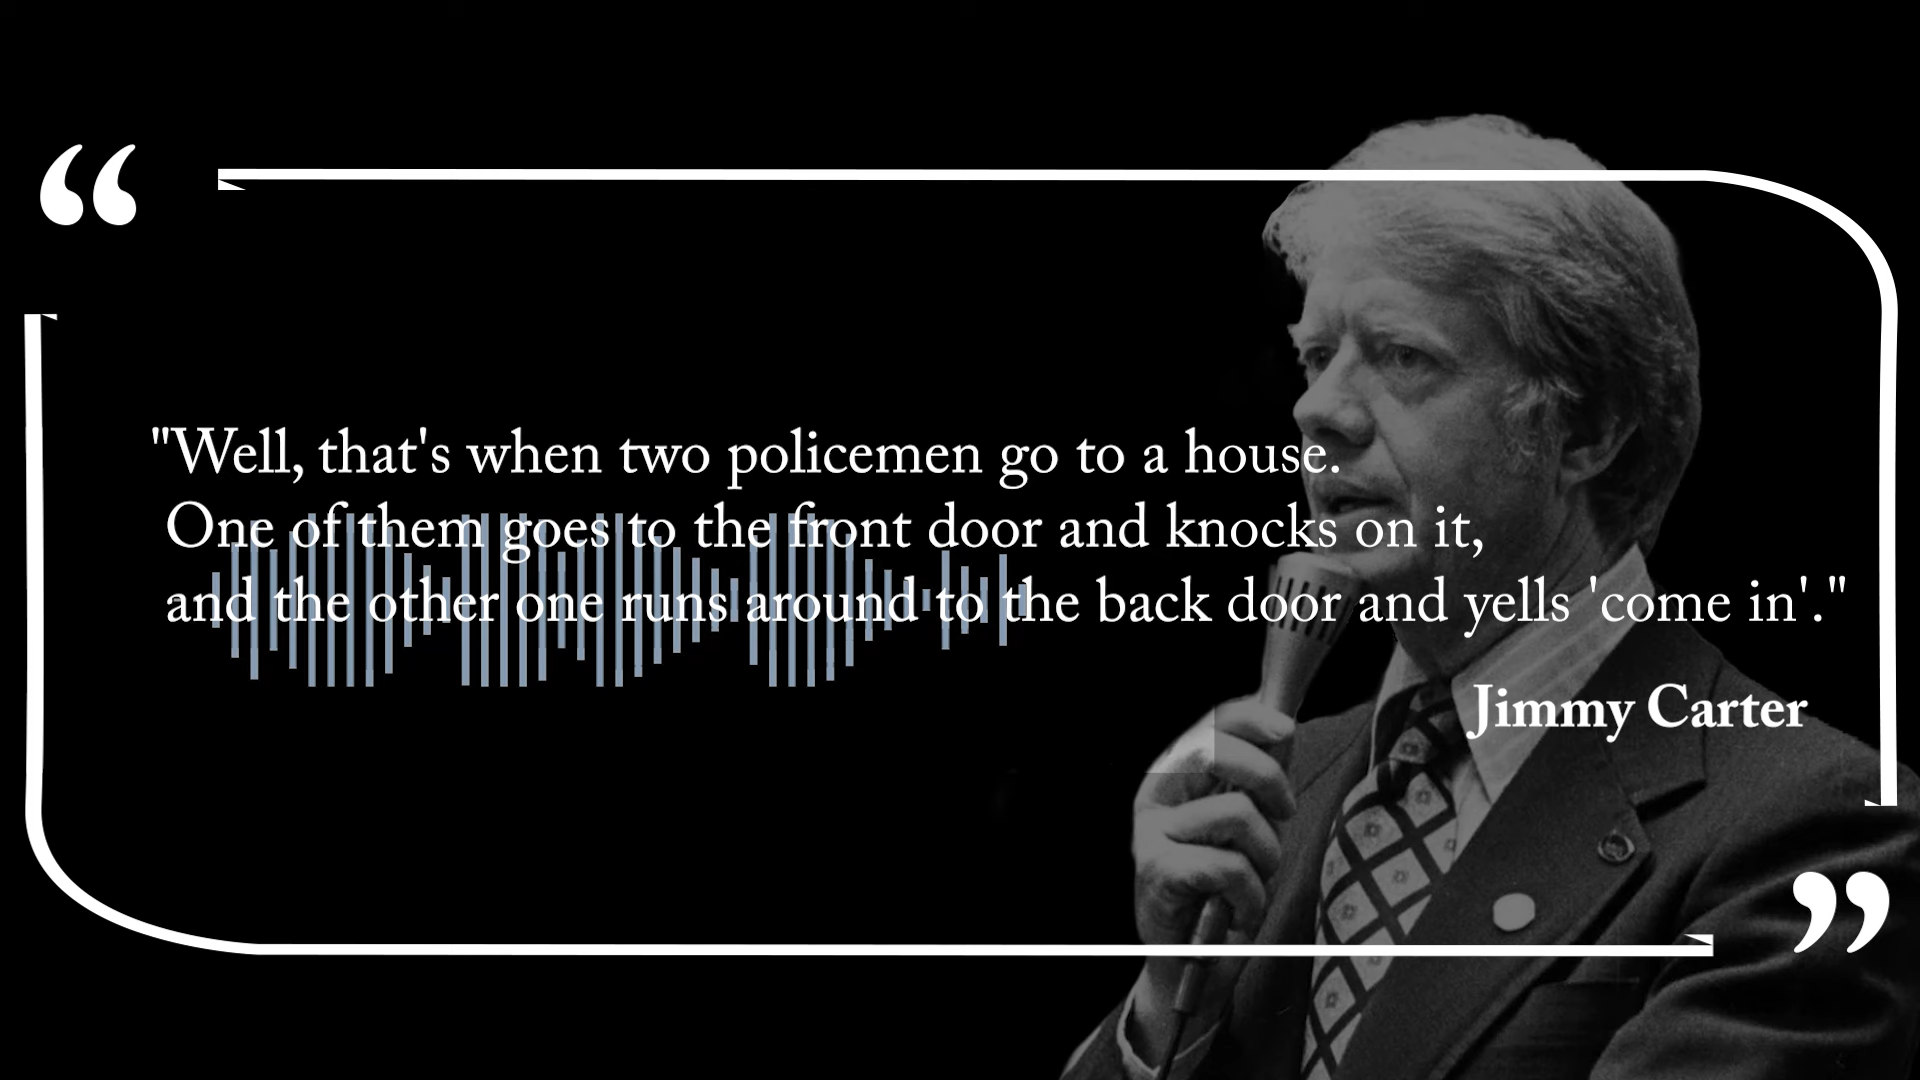 “
"Well, that's when two policemen go to a house.
One of them goes to the front door and knocks on it,
and the other one runs around to the back door and yells 'come in'."
Jimmy Carter
”